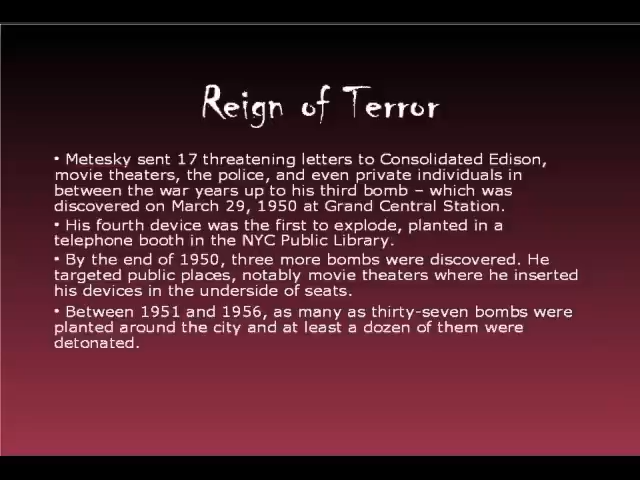 Reign of Terror
• Metesky sent 17 threatening letters to Consolidated Edison,
movie theaters, the police, and even private individuals in
between the war years up to his third bomb – which was
discovered on March 29, 1950 at Grand Central Station.
• His fourth device was the first to explode, planted in a
telephone booth in the NYC Public Library.
• By the end of 1950, three more bombs were discovered. He
targeted public places, notably movie theaters where he inserted
his devices in the underside of seats.
• Between 1951 and 1956, as many as thirty-seven bombs were
planted around the city and at least a dozen of them were
detonated.